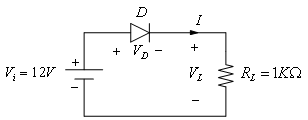 D
I
+ V_D −
+
V_i = 12V
+
−
V_L
R_L = 1KΩ
−